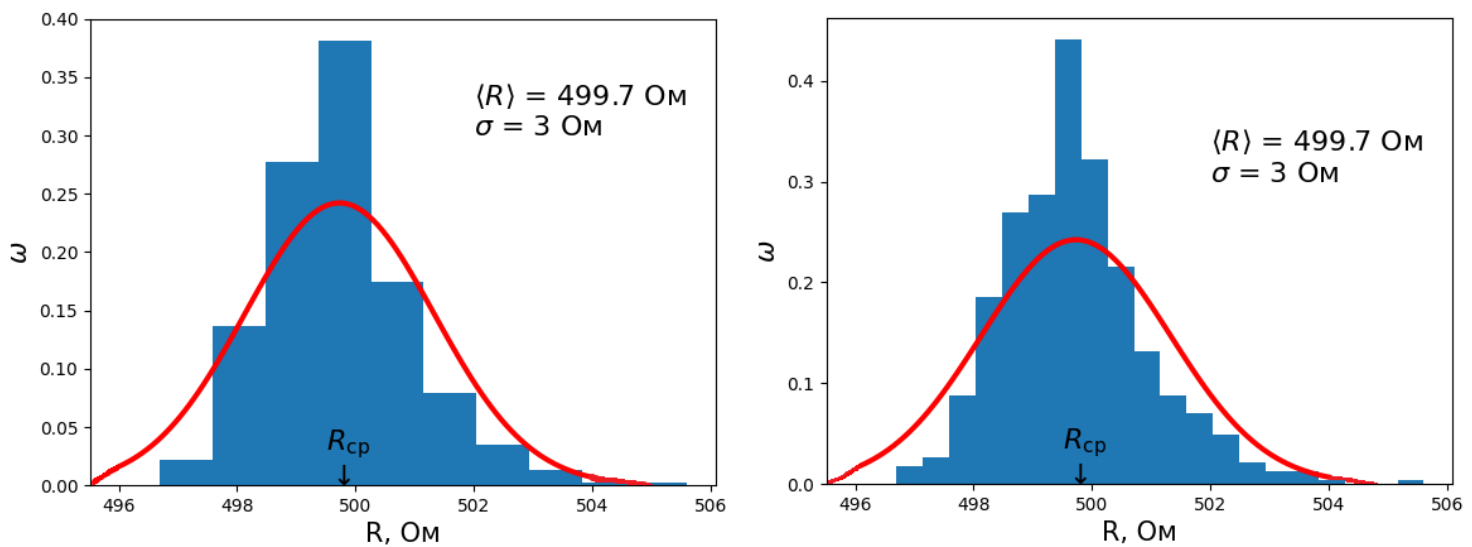 0.40
0.35
0.30
0.25
0.20
0.15
0.10
0.05
0.00
ω
⟨R⟩ = 499.7 Ом
σ = 3 Ом
Rср
↓
496 498 500 502 504 506
R, Ом
0.4
0.3
0.2
0.1
0.0
ω
⟨R⟩ = 499.7 Ом
σ = 3 Ом
Rср
↓
496 498 500 502 504 506
R, Ом